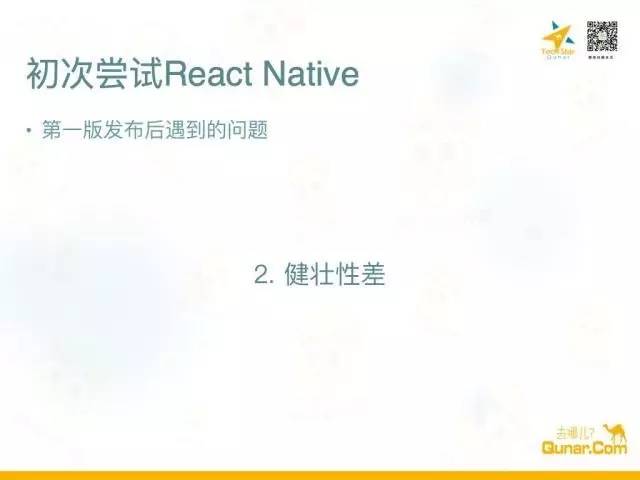 Tech Star
Qunar
初次尝试React Native
• 第一版发布后遇到的问题
2. 健壮性差
去哪儿?
Qunar.Com